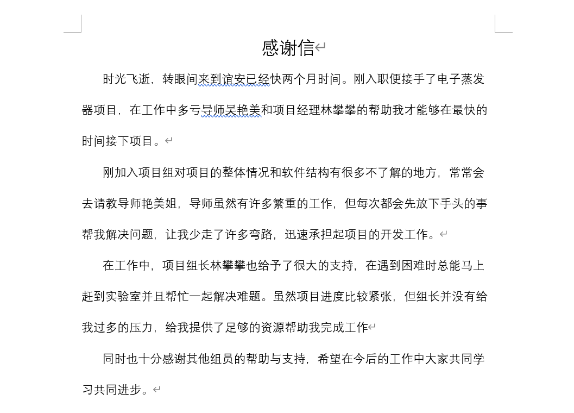 感谢信
时光飞逝，转眼间来到谊安已经快两个月时间。刚入职便接手了电子蒸发
器项目，在工作中多亏导师吴艳美和项目经理林攀攀的帮助我才能够在最快的
时间接下项目。
刚加入项目组对项目的整体情况和软件结构有很多不了解的地方，常常会
去请教导师艳美姐，导师虽然有许多繁重的工作，但每次都会先放下手头的事
帮我解决问题，让我少走了许多弯路，迅速承担起项目的开发工作。
在工作中，项目组长林攀攀也给予了很大的支持，在遇到困难时总能马上
赶到实验室并且帮忙一起解决难题。虽然项目进度比较紧张，但组长并没有给
我过多的压力，给我提供了足够的资源帮助我完成工作
同时也十分感谢其他组员的帮助与支持，希望在今后的工作中大家共同学
习共同进步。